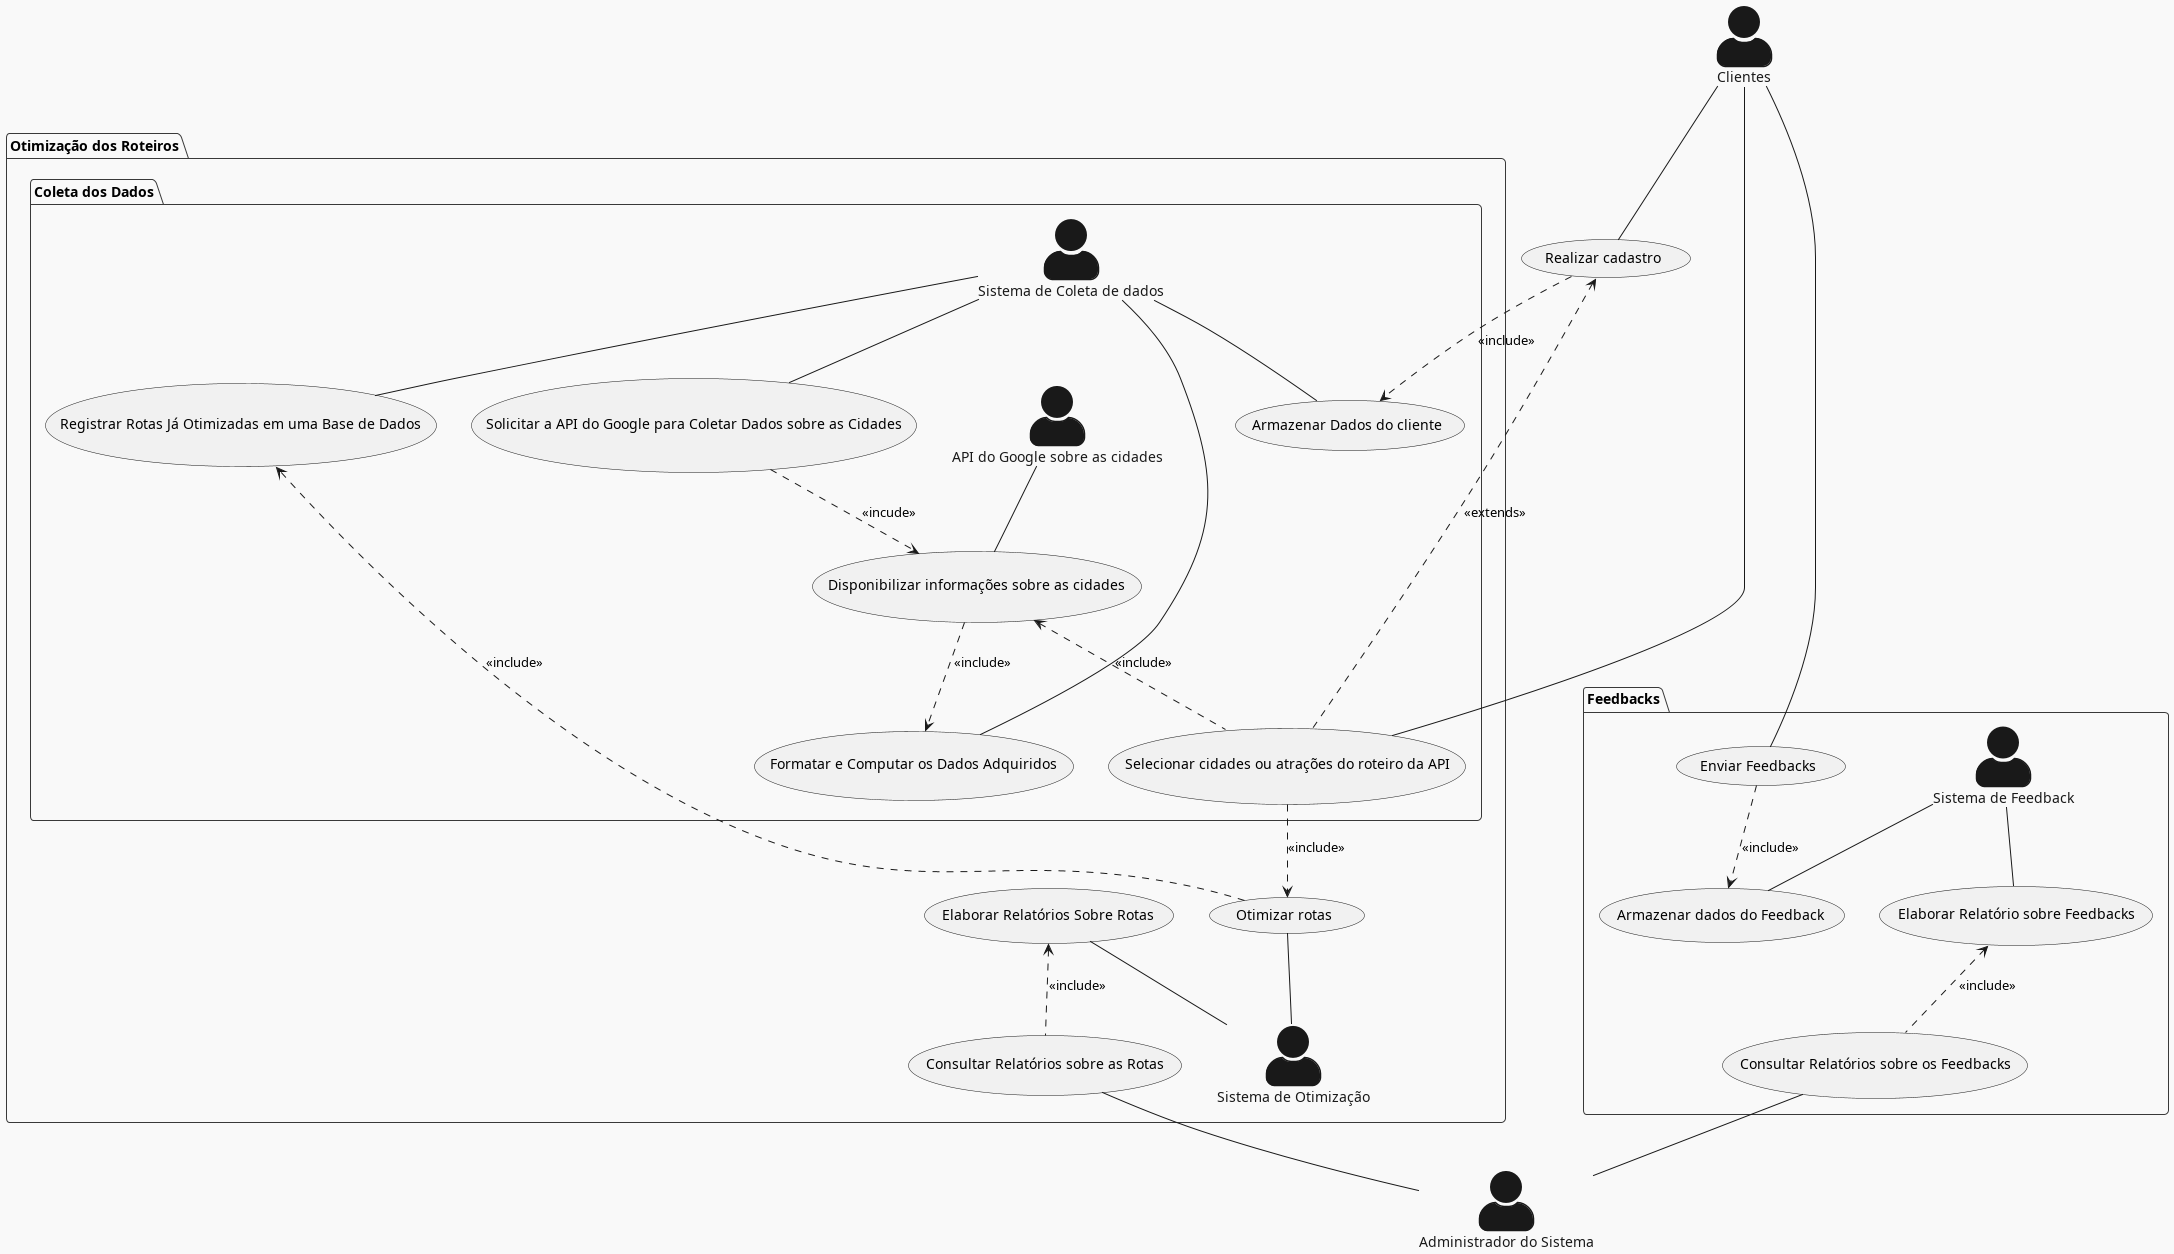 Clientes
Otimização dos Roteiros
Coleta dos Dados
Sistema de Coleta de dados
Realizar cadastro
«include»
Registrar Rotas Já Otimizadas em uma Base de Dados
Solicitar a API do Google para Coletar Dados sobre as Cidades
API do Google sobre as cidades
Armazenar Dados do cliente
«incude»
«extends»
Disponibilizar informações sobre as cidades
«include»
«include»
«include»
Feedbacks
Formatar e Computar os Dados Adquiridos
Selecionar cidades ou atrações do roteiro da API
Enviar Feedbacks
Sistema de Feedback
«include»
«include»
Elaborar Relatórios Sobre Rotas
Otimizar rotas
Armazenar dados do Feedback
Elaborar Relatório sobre Feedbacks
«include»
«include»
Consultar Relatórios sobre as Rotas
Sistema de Otimização
Consultar Relatórios sobre os Feedbacks
Administrador do Sistema